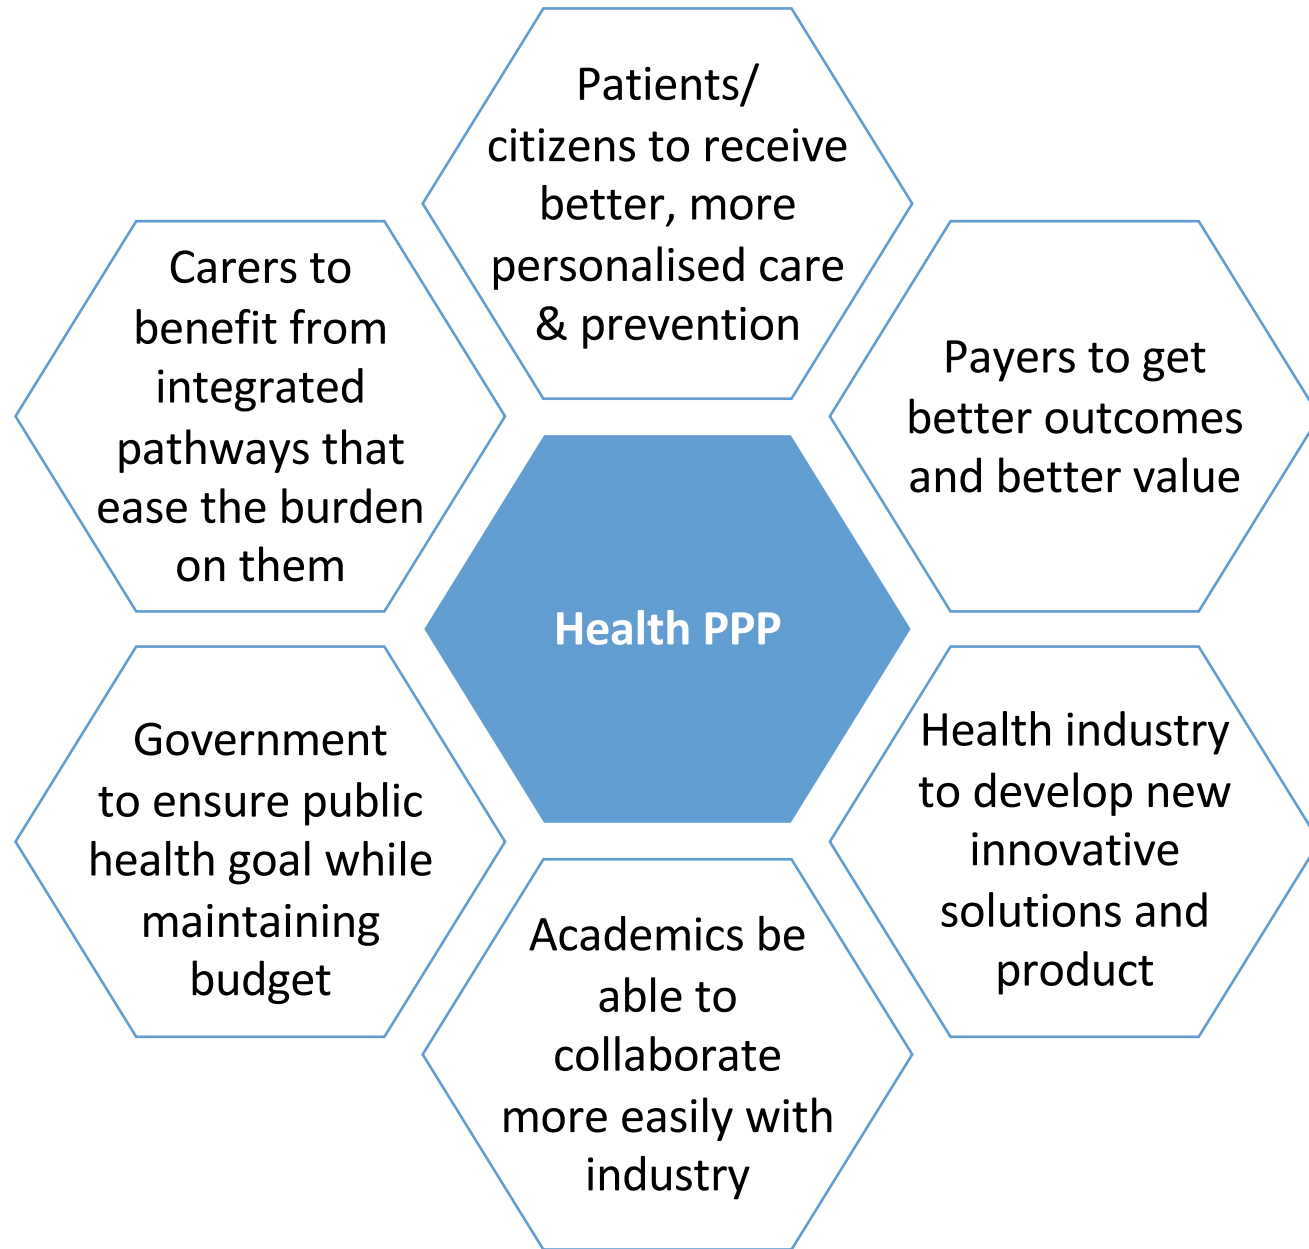 Patients/
citizens to receive
better, more
personalised care
& prevention
Payers to get
better outcomes
and better value
Health industry
to develop new
innovative
solutions and
product
Academics be
able to
collaborate
more easily with
industry
Government
to ensure public
health goal while
maintaining
budget
Carers to
benefit from
integrated
pathways that
ease the burden
on them
Health PPP